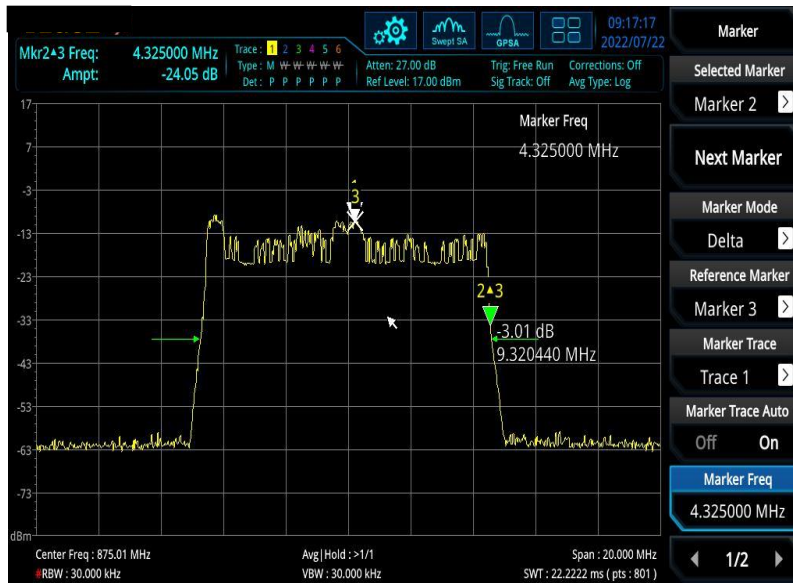 Mkr2▲3 Freq: 4.325000 MHz
Ampt: -24.05 dB
Trace : 1 2 3 4 5 6
Type : M W W W W W
Det : P P P P P P
Swept SA
GPSA
09:17:17
2022/07/22
Atten: 27.00 dB
Ref Level: 17.00 dBm
Trig: Free Run
Sig Track: Off
Corrections: Off
Avg Type: Log
17
7
-3
-13
-23
-33
-43
-53
-63
-73
dBm
Marker Freq
4.325000 MHz
3
2▲3
-3.01 dB
9.320440 MHz
Center Freq : 875.01 MHz
#RBW : 30.000 kHz
Avg|Hold : >1/1
VBW : 30.000 kHz
Span : 20.000 MHz
SWT : 22.2222 ms ( pts : 801 )
Marker
Selected Marker
Marker 2
Next Marker
Marker Mode
Delta
Reference Marker
Marker 3
Marker Trace
Trace 1
Marker Trace Auto
Off On
Marker Freq
4.325000 MHz
1/2